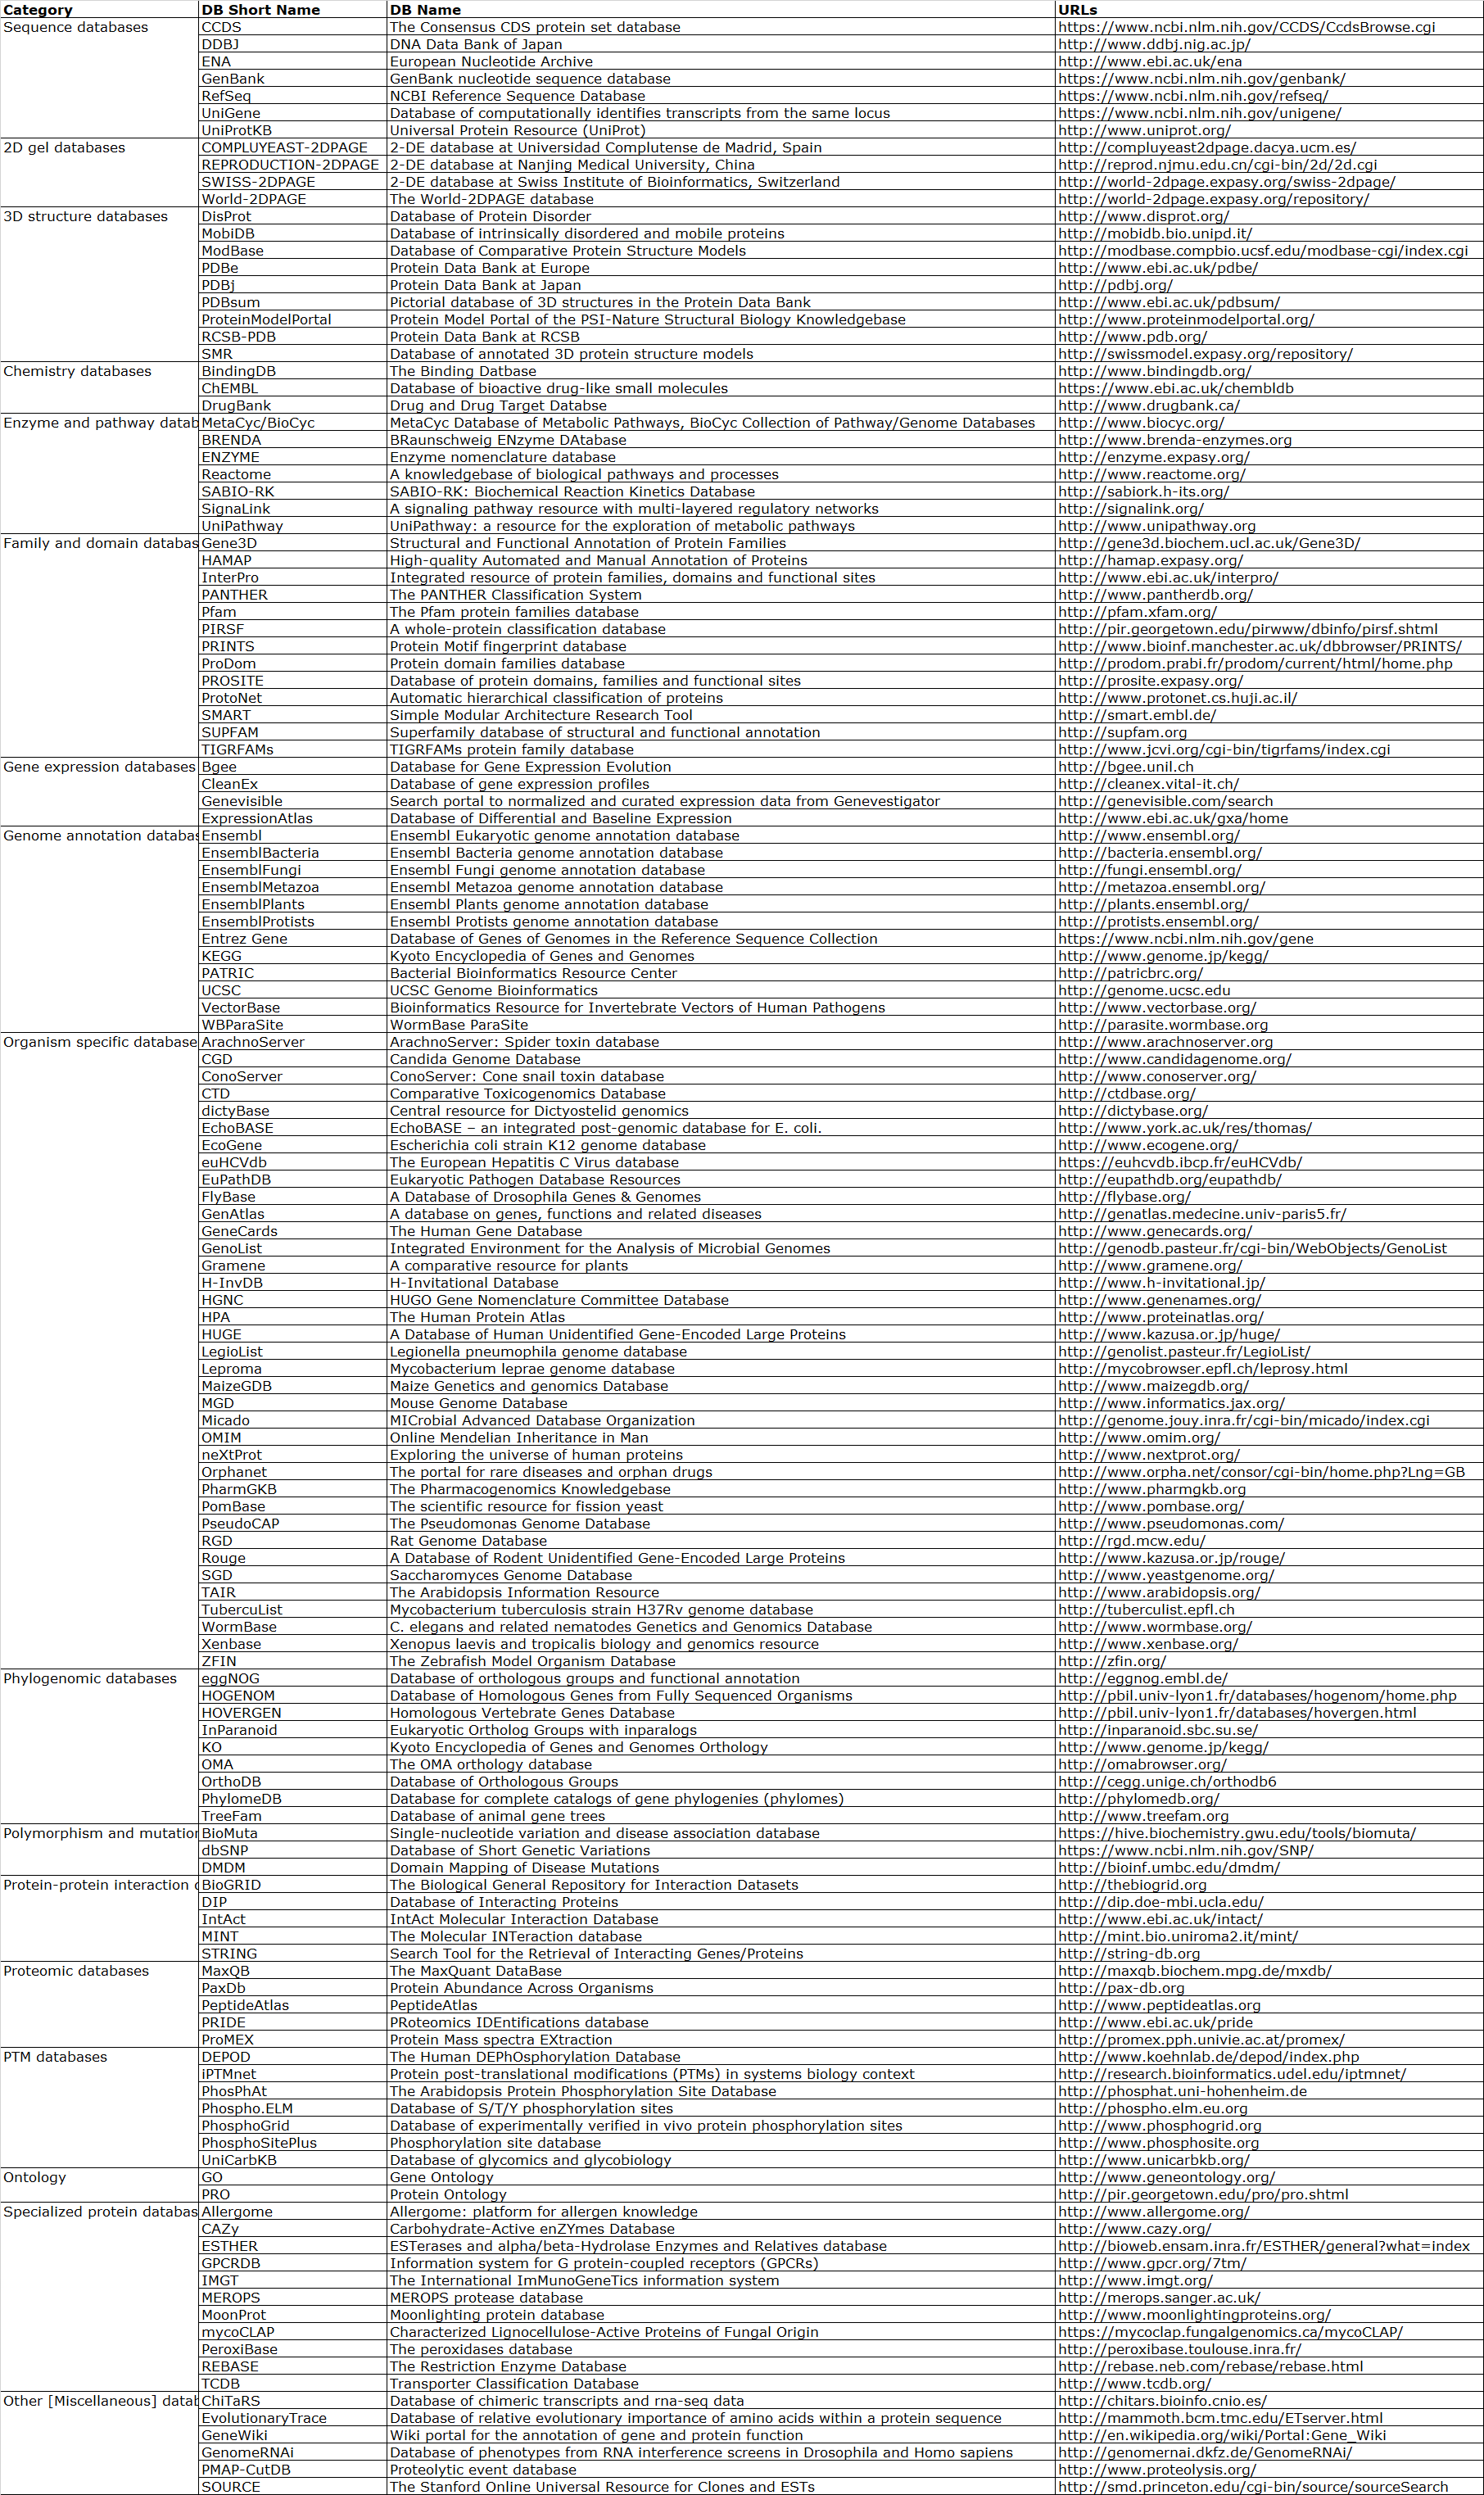 Category DB Short Name DB Name URLs
Sequence databases CCDS The Consensus CDS protein set database https://www.ncbi.nlm.nih.gov/CCDS/CcdsBrowse.cgi
DDBJ DNA Data Bank of Japan http://www.ddbj.nig.ac.jp/
ENA European Nucleotide Archive http://www.ebi.ac.uk/ena
GenBank GenBank nucleotide sequence database https://www.ncbi.nlm.nih.gov/genbank/
RefSeq NCBI Reference Sequence Database https://www.ncbi.nlm.nih.gov/refseq/
UniGene Database of computationally identifies transcripts from the same locus https://www.ncbi.nlm.nih.gov/unigene/
UniProtKB Universal Protein Resource (UniProt) http://www.uniprot.org/
2D gel databases COMPLUYEAST-2DPAGE 2-DE database at Universidad Complutense de Madrid, Spain http://compluyeast2dpage.dacya.ucm.es/
REPRODUCTION-2DPAGE 2-DE database at Nanjing Medical University, China http://reprod.njmu.edu.cn/cgi-bin/2d/2d.cgi
SWISS-2DPAGE 2-DE database at Swiss Institute of Bioinformatics, Switzerland http://world-2dpage.expasy.org/swiss-2dpage/
World-2DPAGE The World-2DPAGE database http://world-2dpage.expasy.org/repository/
3D structure databases DisProt Database of Protein Disorder http://www.disprot.org/
MobiDB Database of intrinsically disordered and mobile proteins http://mobidb.bio.unipd.it/
ModBase Database of Comparative Protein Structure Models http://modbase.compbio.ucsf.edu/modbase-cgi/index.cgi
PDBe Protein Data Bank at Europe http://www.ebi.ac.uk/pdbe/
PDBj Protein Data Bank at Japan http://pdbj.org/
PDBsum Pictorial database of 3D structures in the Protein Data Bank http://www.ebi.ac.uk/pdbsum/
ProteinModelPortal Protein Model Portal of the PSI-Nature Structural Biology Knowledgebase http://www.proteinmodelportal.org/
RCSB-PDB Protein Data Bank at RCSB http://www.pdb.org/
SMR Database of annotated 3D protein structure models http://swissmodel.expasy.org/repository/
Chemistry databases BindingDB The Binding Datbase http://www.bindingdb.org/
ChEMBL Database of bioactive drug-like small molecules https://www.ebi.ac.uk/chembldb
DrugBank Drug and Drug Target Databse http://www.drugbank.ca/
Enzyme and pathway datab MetaCyc/BioCyc MetaCyc Database of Metabolic Pathways, BioCyc Collection of Pathway/Genome Databases http://www.biocyc.org/
BRENDA BRaunschweig ENzyme DAtabase http://www.brenda-enzymes.org
ENZYME Enzyme nomenclature database http://enzyme.expasy.org/
Reactome A knowledgebase of biological pathways and processes http://www.reactome.org/
SABIO-RK SABIO-RK: Biochemical Reaction Kinetics Database http://sabiork.h-its.org/
SignaLink A signaling pathway resource with multi-layered regulatory networks http://signalink.org/
UniPathway UniPathway: a resource for the exploration of metabolic pathways http://www.unipathway.org
Family and domain databas Gene3D Structural and Functional Annotation of Protein Families http://gene3d.biochem.ucl.ac.uk/Gene3D/
HAMAP High-quality Automated and Manual Annotation of Proteins http://hamap.expasy.org/
InterPro Integrated resource of protein families, domains and functional sites http://www.ebi.ac.uk/interpro/
PANTHER The PANTHER Classification System http://www.pantherdb.org/
Pfam The Pfam protein families database http://pfam.xfam.org/
PIRSF A whole-protein classification database http://pir.georgetown.edu/pirwww/dbinfo/pirsf.shtml
PRINTS Protein Motif fingerprint database http://www.bioinf.manchester.ac.uk/dbbrowser/PRINTS/
ProDom Protein domain families database http://prodom.prabi.fr/prodom/current/html/home.php
PROSITE Database of protein domains, families and functional sites http://prosite.expasy.org/
ProtoNet Automatic hierarchical classification of proteins http://www.protonet.cs.huji.ac.il/
SMART Simple Modular Architecture Research Tool http://smart.embl.de/
SUPFAM Superfamily database of structural and functional annotation http://supfam.org
TIGRFAMs TIGRFAMs protein family database http://www.jcvi.org/cgi-bin/tigrfams/index.cgi
Gene expression databases Bgee Database for Gene Expression Evolution http://bgee.unil.ch
CleanEx Database of gene expression profiles http://cleanex.vital-it.ch/
Genevisible Search portal to normalized and curated expression data from Genevestigator http://genevisible.com/search
ExpressionAtlas Database of Differential and Baseline Expression http://www.ebi.ac.uk/gxa/home
Genome annotation databas Ensembl Ensembl Eukaryotic genome annotation database http://www.ensembl.org/
EnsemblBacteria Ensembl Bacteria genome annotation database http://bacteria.ensembl.org/
EnsemblFungi Ensembl Fungi genome annotation database http://fungi.ensembl.org/
EnsemblMetazoa Ensembl Metazoa genome annotation database http://metazoa.ensembl.org/
EnsemblPlants Ensembl Plants genome annotation database http://plants.ensembl.org/
EnsemblProtists Ensembl Protists genome annotation database http://protists.ensembl.org/
Entrez Gene Database of Genes of Genomes in the Reference Sequence Collection https://www.ncbi.nlm.nih.gov/gene
KEGG Kyoto Encyclopedia of Genes and Genomes http://www.genome.jp/kegg/
PATRIC Bacterial Bioinformatics Resource Center http://patricbrc.org/
UCSC UCSC Genome Bioinformatics http://genome.ucsc.edu
VectorBase Bioinformatics Resource for Invertebrate Vectors of Human Pathogens http://www.vectorbase.org/
WBParaSite WormBase ParaSite http://parasite.wormbase.org
Organism specific database ArachnoServer ArachnoServer: Spider toxin database http://www.arachnoserver.org
CGD Candida Genome Database http://www.candidagenome.org/
ConoServer ConoServer: Cone snail toxin database http://www.conoserver.org/
CTD Comparative Toxicogenomics Database http://ctdbase.org/
dictyBase Central resource for Dictyostelid genomics http://dictybase.org/
EchoBASE EchoBASE – an integrated post-genomic database for E. coli. http://www.york.ac.uk/res/thomas/
EcoGene Escherichia coli strain K12 genome database http://www.ecogene.org/
euHCVdb The European Hepatitis C Virus database https://euhcvdb.ibcp.fr/euHCVdb/
EuPathDB Eukaryotic Pathogen Database Resources http://eupathdb.org/eupathdb/
FlyBase A Database of Drosophila Genes & Genomes http://flybase.org/
GenAtlas A database on genes, functions and related diseases http://genatlas.medecine.univ-paris5.fr/
GeneCards The Human Gene Database http://www.genecards.org/
GenoList Integrated Environment for the Analysis of Microbial Genomes http://genodb.pasteur.fr/cgi-bin/WebObjects/GenoList
Gramene A comparative resource for plants http://www.gramene.org/
H-InvDB H-Invitational Database http://www.h-invitational.jp/
HGNC HUGO Gene Nomenclature Committee Database http://www.genenames.org/
HPA The Human Protein Atlas http://www.proteinatlas.org/
HUGE A Database of Human Unidentified Gene-Encoded Large Proteins http://www.kazusa.or.jp/huge/
LegioList Legionella pneumophila genome database http://genolist.pasteur.fr/LegioList/
Leproma Mycobacterium leprae genome database http://mycobrowser.epfl.ch/leprosy.html
MaizeGDB Maize Genetics and genomics Database http://www.maizegdb.org/
MGD Mouse Genome Database http://www.informatics.jax.org/
Micado MICrobial Advanced Database Organization http://genome.jouy.inra.fr/cgi-bin/micado/index.cgi
OMIM Online Mendelian Inheritance in Man http://www.omim.org/
neXtProt Exploring the universe of human proteins http://www.nextprot.org/
Orphanet The portal for rare diseases and orphan drugs http://www.orpha.net/consor/cgi-bin/home.php?Lng=GB
PharmGKB The Pharmacogenomics Knowledgebase http://www.pharmgkb.org
PomBase The scientific resource for fission yeast http://www.pombase.org/
PseudoCAP The Pseudomonas Genome Database http://www.pseudomonas.com/
RGD Rat Genome Database http://rgd.mcw.edu/
Rouge A Database of Rodent Unidentified Gene-Encoded Large Proteins http://www.kazusa.or.jp/rouge/
SGD Saccharomyces Genome Database http://www.yeastgenome.org/
TAIR The Arabidopsis Information Resource http://www.arabidopsis.org/
TubercuList Mycobacterium tuberculosis strain H37Rv genome database http://tuberculist.epfl.ch
WormBase C. elegans and related nematodes Genetics and Genomics Database http://www.wormbase.org/
Xenbase Xenopus laevis and tropicalis biology and genomics resource http://www.xenbase.org/
ZFIN The Zebrafish Model Organism Database http://zfin.org/
Phylogenomic databases eggNOG Database of orthologous groups and functional annotation http://eggnog.embl.de/
HOGENOM Database of Homologous Genes from Fully Sequenced Organisms http://pbil.univ-lyon1.fr/databases/hogenom/home.php
HOVERGEN Homologous Vertebrate Genes Database http://pbil.univ-lyon1.fr/databases/hovergen.html
InParanoid Eukaryotic Ortholog Groups with inparalogs http://inparanoid.sbc.su.se/
KO Kyoto Encyclopedia of Genes and Genomes Orthology http://www.genome.jp/kegg/
OMA The OMA orthology database http://omabrowser.org/
OrthoDB Database of Orthologous Groups http://cegg.unige.ch/orthodb6
PhylomeDB Database for complete catalogs of gene phylogenies (phylomes) http://phylomedb.org/
TreeFam Database of animal gene trees http://www.treefam.org
Polymorphism and mutation BioMuta Single-nucleotide variation and disease association database https://hive.biochemistry.gwu.edu/tools/biomuta/
dbSNP Database of Short Genetic Variations https://www.ncbi.nlm.nih.gov/SNP/
DMDM Domain Mapping of Disease Mutations http://bioinf.umbc.edu/dmdm/
Protein-protein interaction d BioGRID The Biological General Repository for Interaction Datasets http://thebiogrid.org
DIP Database of Interacting Proteins http://dip.doe-mbi.ucla.edu/
IntAct IntAct Molecular Interaction Database http://www.ebi.ac.uk/intact/
MINT The Molecular INTeraction database http://mint.bio.uniroma2.it/mint/
STRING Search Tool for the Retrieval of Interacting Genes/Proteins http://string-db.org
Proteomic databases MaxQB The MaxQuant DataBase http://maxqb.biochem.mpg.de/mxdb/
PaxDb Protein Abundance Across Organisms http://pax-db.org
PeptideAtlas PeptideAtlas http://www.peptideatlas.org
PRIDE PRoteomics IDEntifications database http://www.ebi.ac.uk/pride
ProMEX Protein Mass spectra EXtraction http://promex.pph.univie.ac.at/promex/
PTM databases DEPOD The Human DEPhOsphorylation Database http://www.koehnlab.de/depod/index.php
iPTMnet Protein post-translational modifications (PTMs) in systems biology context http://research.bioinformatics.udel.edu/iptmnet/
PhosPhAt The Arabidopsis Protein Phosphorylation Site Database http://phosphat.uni-hohenheim.de
Phospho.ELM Database of S/T/Y phosphorylation sites http://phospho.elm.eu.org
PhosphoGrid Database of experimentally verified in vivo protein phosphorylation sites http://www.phosphogrid.org
PhosphoSitePlus Phosphorylation site database http://www.phosphosite.org
UniCarbKB Database of glycomics and glycobiology http://www.unicarbkb.org/
Ontology GO Gene Ontology http://www.geneontology.org/
PRO Protein Ontology http://pir.georgetown.edu/pro/pro.shtml
Specialized protein databas Allergome Allergome: platform for allergen knowledge http://www.allergome.org/
CAZy Carbohydrate-Active enZYmes Database http://www.cazy.org/
ESTHER ESTerases and alpha/beta-Hydrolase Enzymes and Relatives database http://bioweb.ensam.inra.fr/ESTHER/general?what=index
GPCRDB Information system for G protein-coupled receptors (GPCRs) http://www.gpcr.org/7tm/
IMGT The International ImMunoGeneTics information system http://www.imgt.org/
MEROPS MEROPS protease database http://merops.sanger.ac.uk/
MoonProt Moonlighting protein database http://www.moonlightingproteins.org/
mycoCLAP Characterized Lignocellulose-Active Proteins of Fungal Origin https://mycoclap.fungalgenomics.ca/mycoCLAP/
PeroxiBase The peroxidases database http://peroxibase.toulouse.inra.fr/
REBASE The Restriction Enzyme Database http://rebase.neb.com/rebase/rebase.html
TCDB Transporter Classification Database http://www.tcdb.org/
Other [Miscellaneous] datab ChiTaRS Database of chimeric transcripts and rna-seq data http://chitars.bioinfo.cnio.es/
EvolutionaryTrace Database of relative evolutionary importance of amino acids within a protein sequence http://mammoth.bcm.tmc.edu/ETserver.html
GeneWiki Wiki portal for the annotation of gene and protein function http://en.wikipedia.org/wiki/Portal:Gene_Wiki
GenomeRNAi Database of phenotypes from RNA interference screens in Drosophila and Homo sapiens http://genomernai.dkfz.de/GenomeRNAi/
PMAP-CutDB Proteolytic event database http://www.proteolysis.org/
SOURCE The Stanford Online Universal Resource for Clones and ESTs http://smd.princeton.edu/cgi-bin/source/sourceSearch